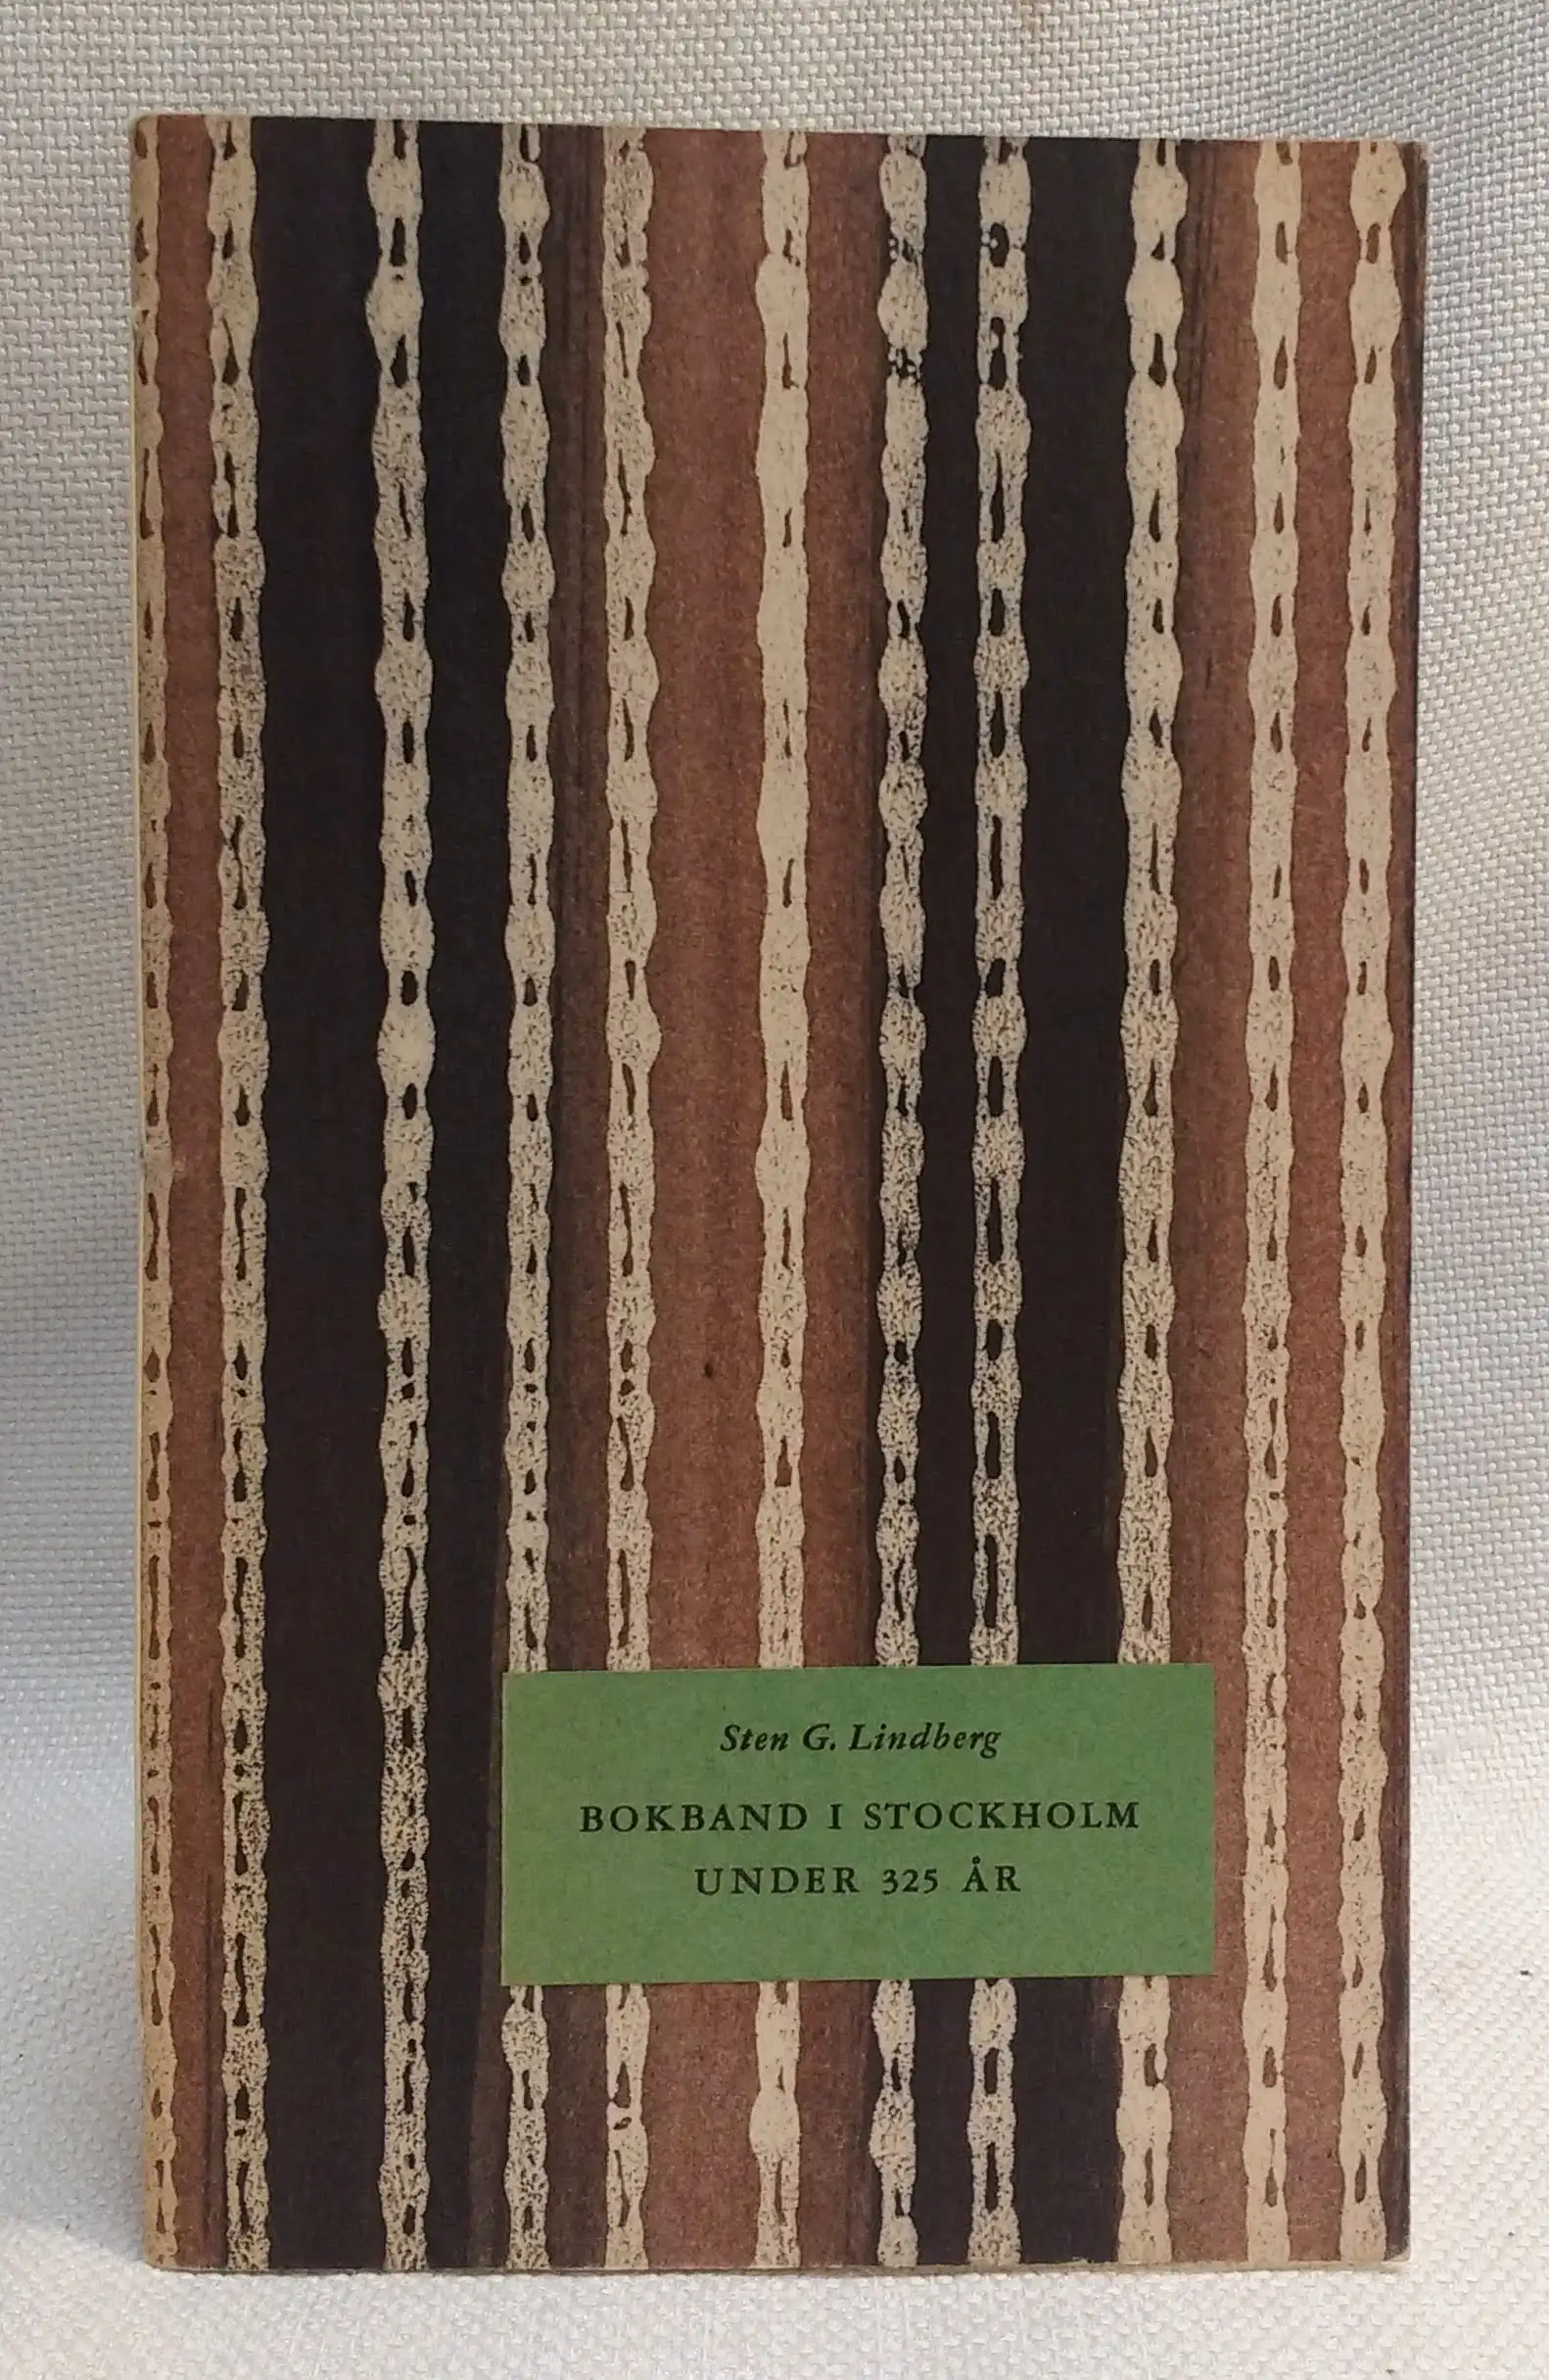 Sten G. Lindberg
BOKBAND I STOCKHOLM
UNDER 325 ÅR